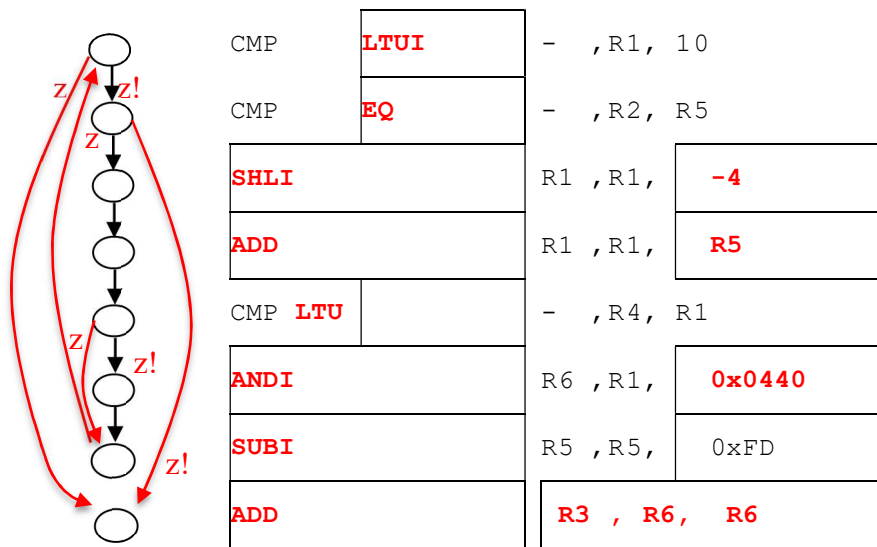 CMP LTUI - ,R1, 10
z z!
CMP EQ - ,R2, R5
z
SHLI R1 ,R1, -4
ADD R1 ,R1, R5
CMP LTU - ,R4, R1
z
z!
ANDI R6 ,R1, 0x0440
SUBI R5 ,R5, 0xFD
z!
ADD R3 , R6, R6